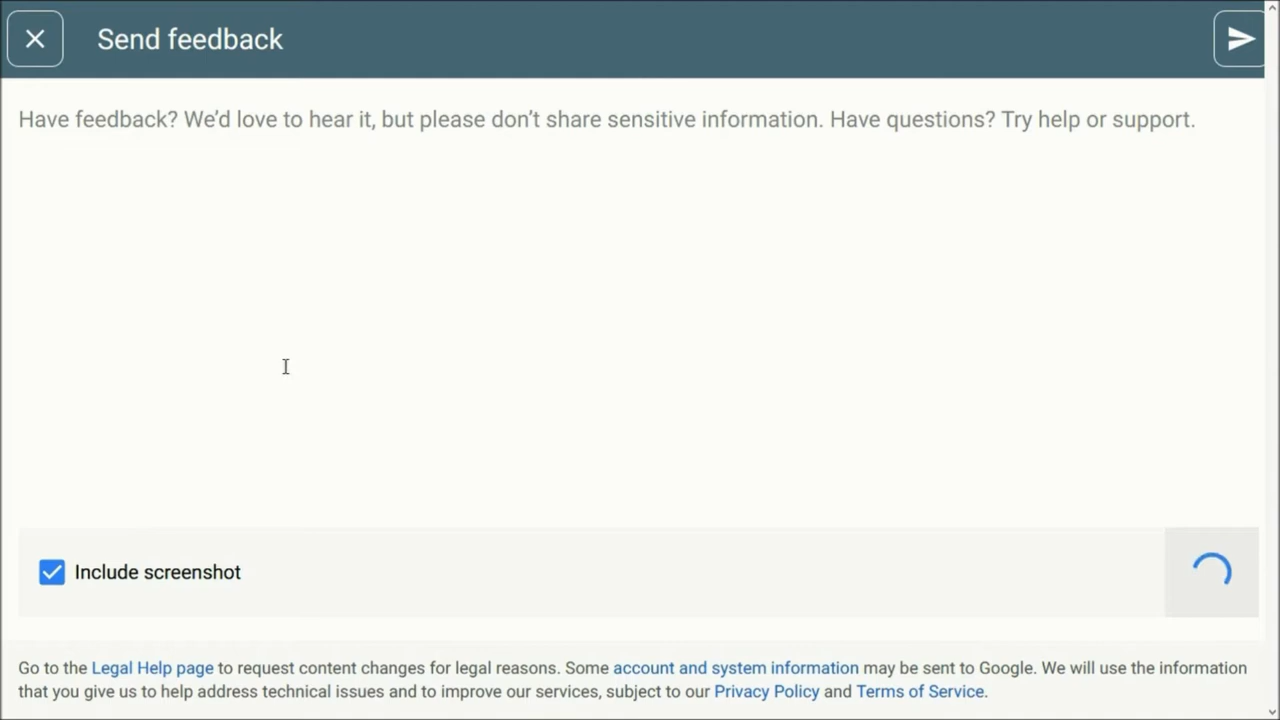 Send feedback
Have feedback? We’d love to hear it, but please don’t share sensitive information. Have questions? Try help or support.
Include screenshot
Go to the Legal Help page to request content changes for legal reasons. Some account and system information may be sent to Google. We will use the information
that you give us to help address technical issues and to improve our services, subject to our Privacy Policy and Terms of Service.